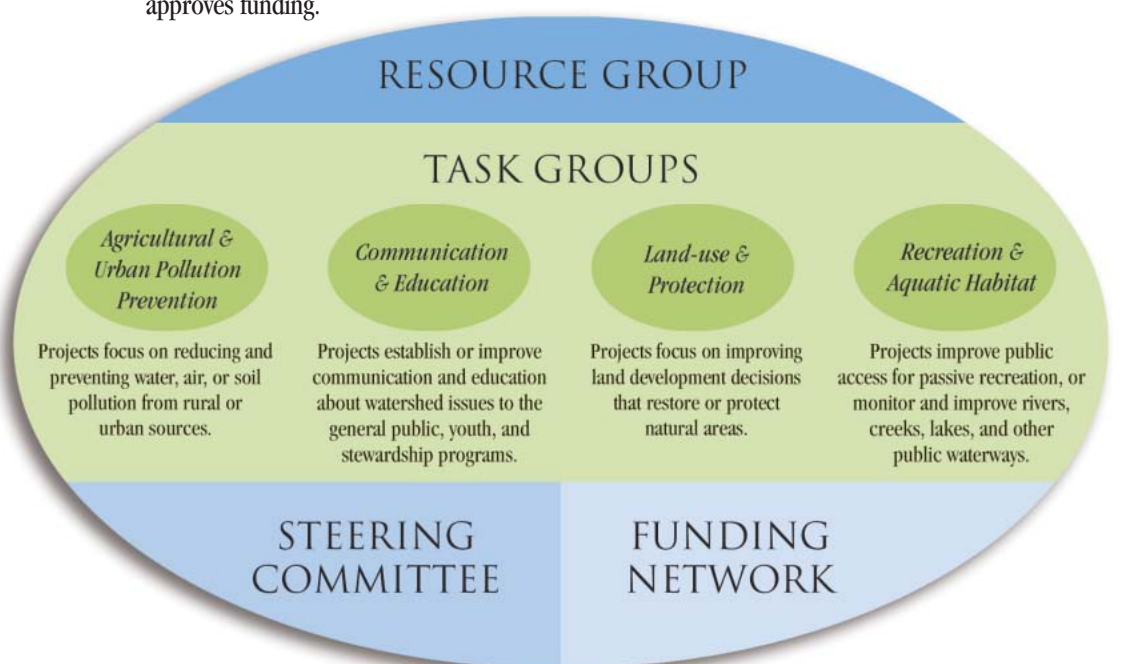 approves funding.
RESOURCE GROUP
TASK GROUPS
Agricultural &
Urban Pollution
Prevention
Projects focus on reducing and
preventing water, air, or soil
pollution from rural or
urban sources.
Communication
& Education
Projects establish or improve
communication and education
about watershed issues to the
general public, youth, and
stewardship programs.
Land-use &
Protection
Projects focus on improving
land development decisions
that restore or protect
natural areas.
Recreation &
Aquatic Habitat
Projects improve public
access for passive recreation, or
monitor and improve rivers,
creeks, lakes, and other
public waterways.
STEERING
COMMITTEE
FUNDING
NETWORK